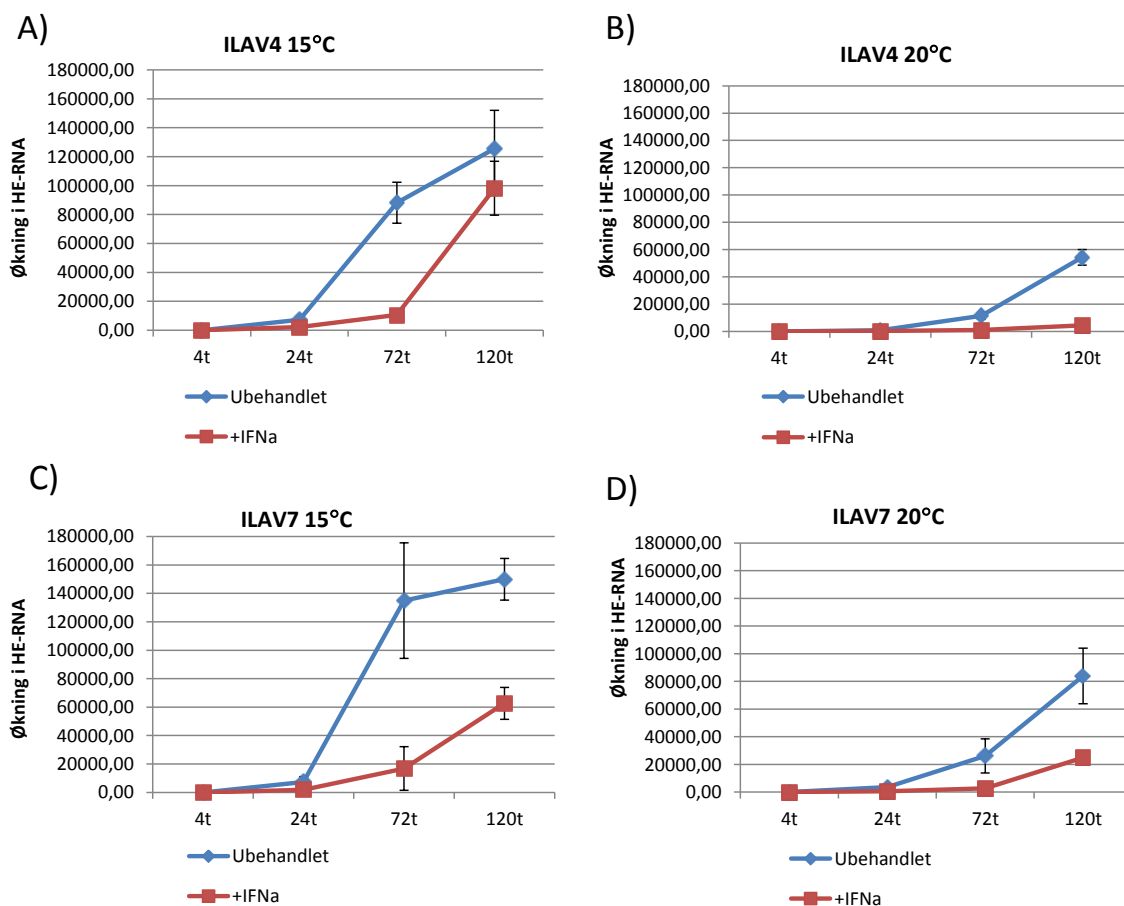 A)
ILAV4 15°C
Økning i HE-RNA
180000,00
160000,00
140000,00
120000,00
100000,00
80000,00
60000,00
40000,00
20000,00
0,00
4t 24t 72t 120t
Ubehandlet
+IFNa
B)
ILAV4 20°C
Økning i HE-RNA
180000,00
160000,00
140000,00
120000,00
100000,00
80000,00
60000,00
40000,00
20000,00
0,00
4t 24t 72t 120t
Ubehandlet
+IFNa
C)
ILAV7 15°C
Økning i HE-RNA
180000,00
160000,00
140000,00
120000,00
100000,00
80000,00
60000,00
40000,00
20000,00
0,00
4t 24t 72t 120t
Ubehandlet
+IFNa
D)
ILAV7 20°C
Økning i HE-RNA
180000,00
160000,00
140000,00
120000,00
100000,00
80000,00
60000,00
40000,00
20000,00
0,00
4t 24t 72t 120t
Ubehandlet
+IFNa